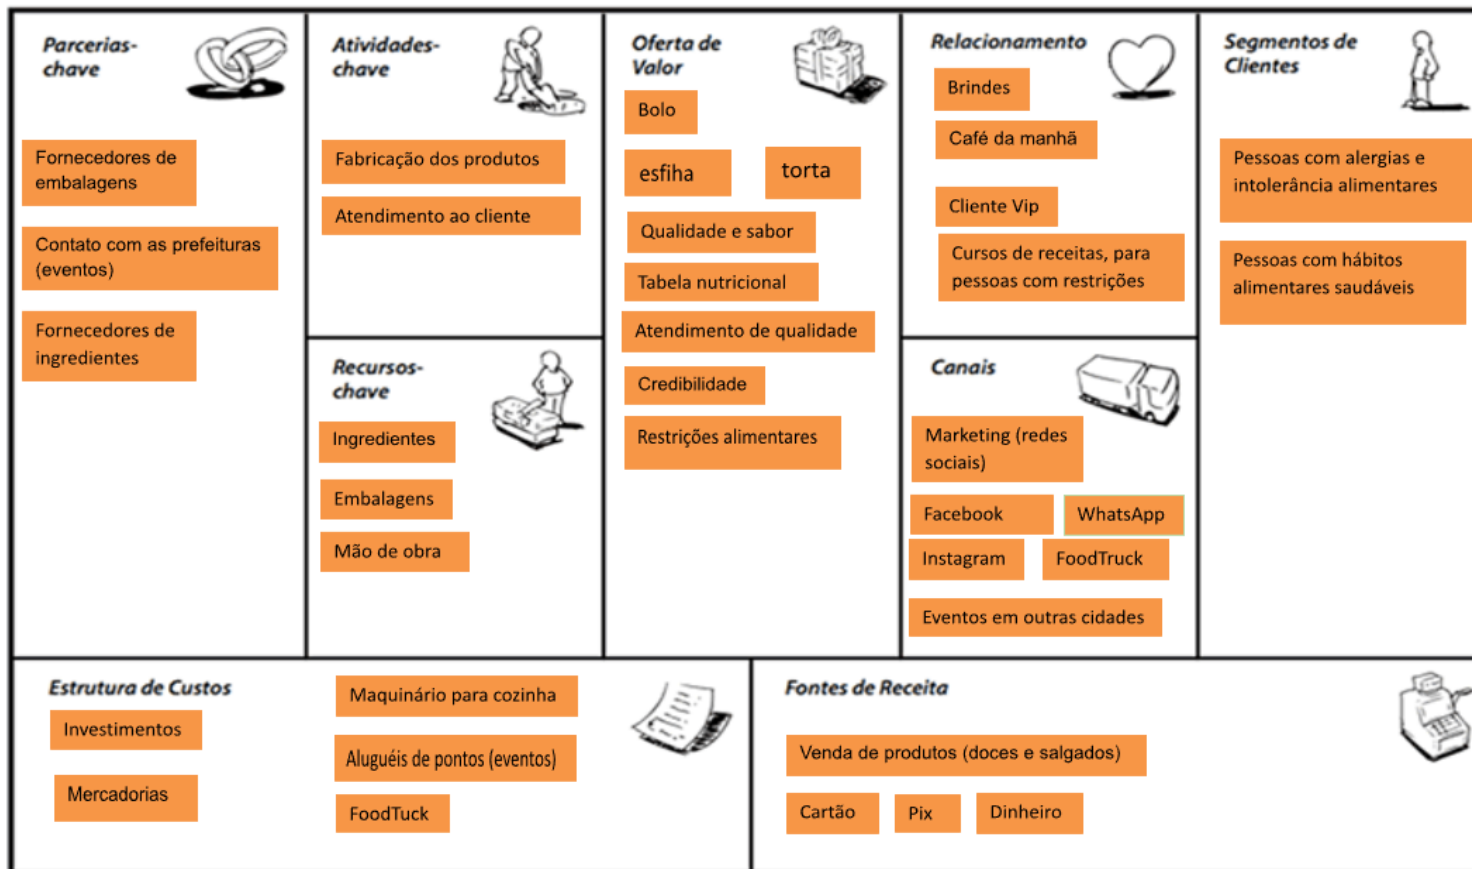 Parcerias-
chave
Fornecedores de
embalagens
Contato com as prefeituras
(eventos)
Fornecedores de
ingredientes
Atividades-
chave
Fabricação dos produtos
Atendimento ao cliente
Recursos-
chave
Ingredientes
Embalagens
Mão de obra
Oferta de
Valor
Bolo
esfiha
torta
Qualidade e sabor
Tabela nutricional
Atendimento de qualidade
Credibilidade
Restrições alimentares
Relacionamento
Brindes
Café da manhã
Cliente Vip
Cursos de receitas, para
pessoas com restrições
Canais
Marketing (redes
sociais)
Facebook
WhatsApp
Instagram
FoodTruck
Eventos em outras cidades
Segmentos de
Clientes
Pessoas com alergias e
intolerância alimentares
Pessoas com hábitos
alimentares saudáveis
Estrutura de Custos
Investimentos
Mercadorias
Maquinário para cozinha
Aluguéis de pontos (eventos)
FoodTuck
Fontes de Receita
Venda de produtos (doces e salgados)
Cartão
Pix
Dinheiro